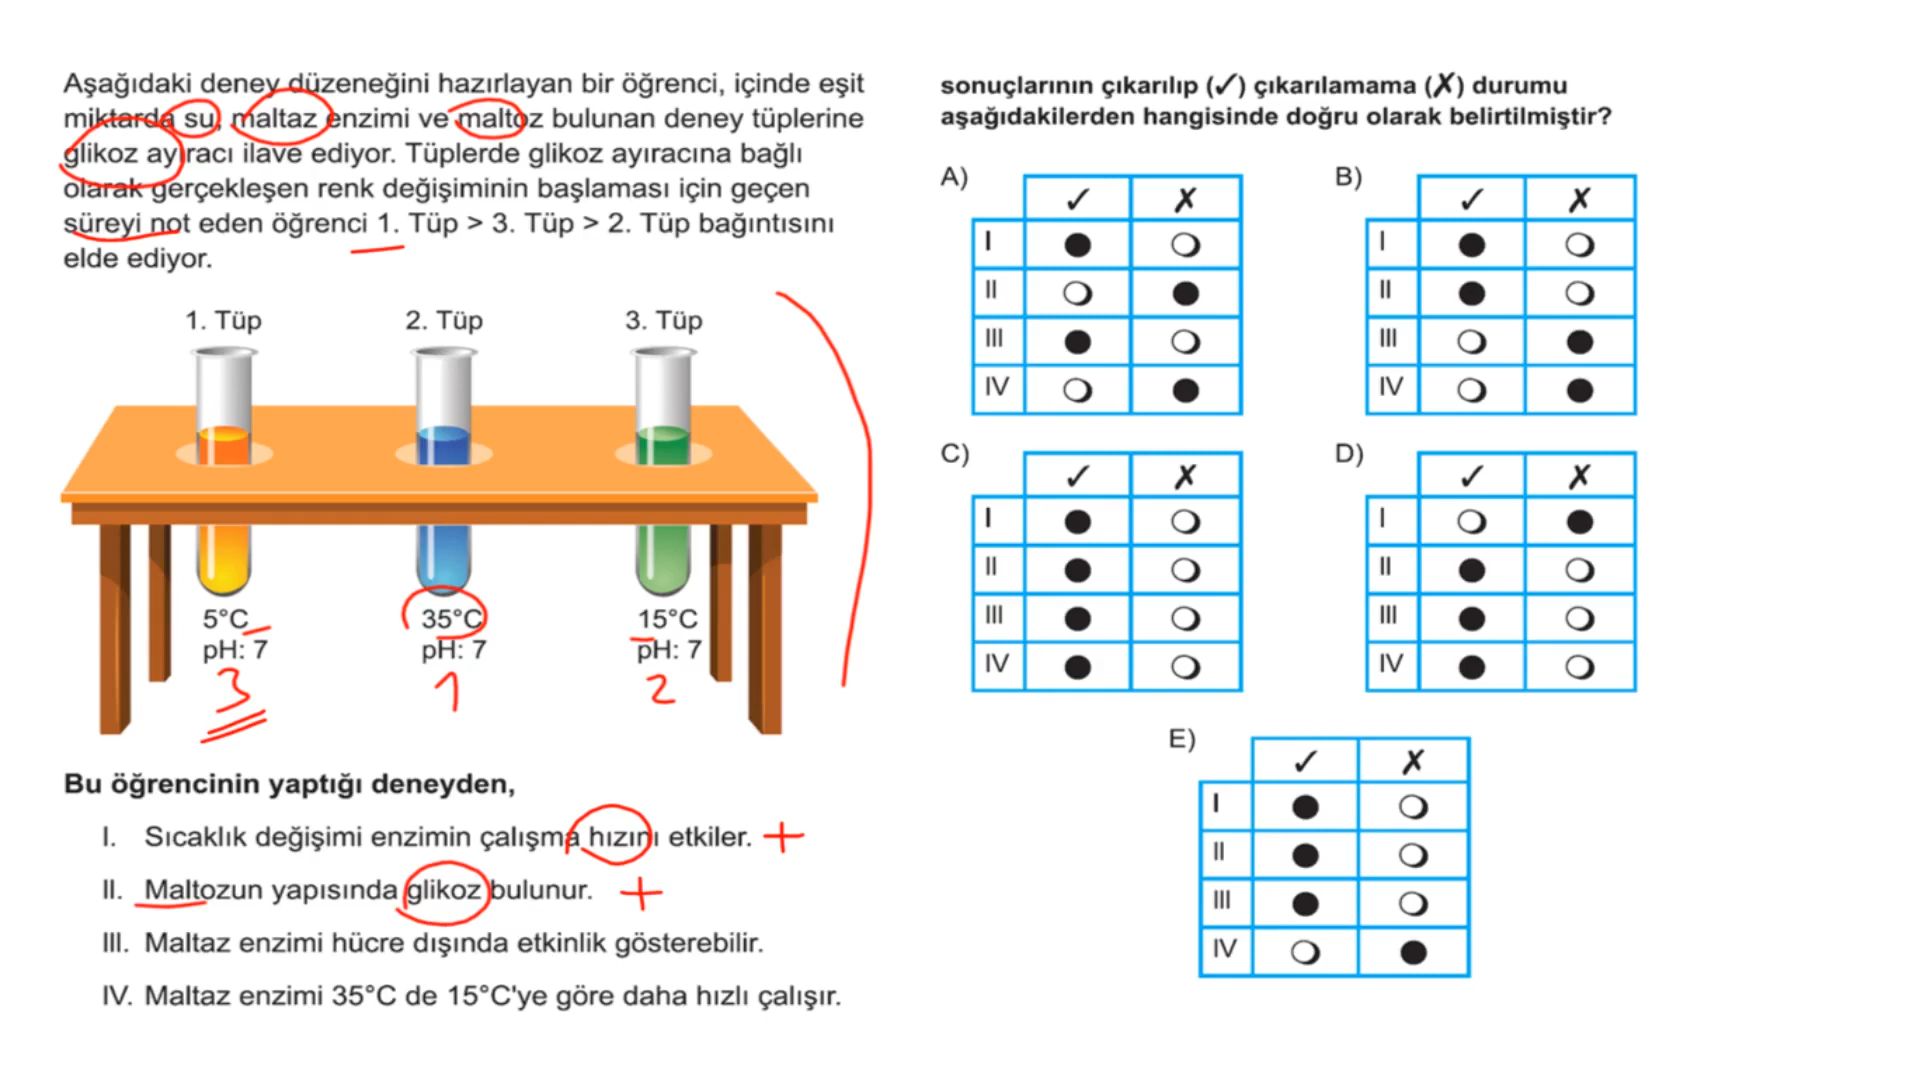 Aşağıdaki deney düzeneğini hazırlayan bir öğrenci, içinde eşit
miktarda su, maltaz enzimi ve maltoz bulunan deney tüplerine
glikoz ayıracı ilave ediyor. Tüplerde glikoz ayıracına bağlı
olarak gerçekleşen renk değişiminin başlaması için geçen
süreyi not eden öğrenci 1. Tüp > 3. Tüp > 2. Tüp bağıntısını
elde ediyor.
1. Tüp 2. Tüp 3. Tüp
5°C 35°C 15°C
pH: 7 pH: 7 pH: 7
3 1 2
Bu öğrencinin yaptığı deneyden,
I. Sıcaklık değişimi enzimin çalışma hızını etkiler. +
II. Maltozun yapısında glikoz bulunur. +
III. Maltaz enzimi hücre dışında etkinlik gösterebilir.
IV. Maltaz enzimi 35°C de 15°C'ye göre daha hızlı çalışır.
sonuçlarının çıkarılıp (✓) çıkarılamama (✗) durumu
aşağıdakilerden hangisinde doğru olarak belirtilmiştir?
A) ✓ ✗
I
II
III
IV
B) ✓ ✗
I
II
III
IV
C) ✓ ✗
I
II
III
IV
D) ✓ ✗
I
II
III
IV
E) ✓ ✗
I
II
III
IV